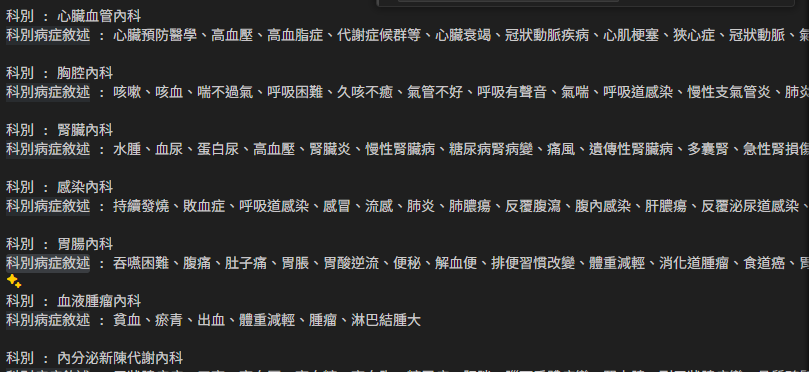 科別 : 心臟血管內科
科別病症敘述 : 心臟預防醫學、高血壓、高血脂症、代謝症候群等、心臟衰竭、冠狀動脈疾病、心肌梗塞、狹心症、冠狀動脈、
科別 : 胸腔內科
科別病症敘述 : 咳嗽、咳血、喘不過氣、呼吸困難、久咳不癒、氣管不好、呼吸有聲音、氣喘、呼吸道感染、慢性支氣管炎、肺炎
科別 : 腎臟內科
科別病症敘述 : 水腫、血尿、蛋白尿、高血壓、腎臟炎、慢性腎臟病、糖尿病腎病變、痛風、遺傳性腎臟病、多囊腎、急性腎損傷
科別 : 感染內科
科別病症敘述 : 持續發燒、敗血症、呼吸道感染、感冒、流感、肺炎、肺膿瘍、反覆腹瀉、腹內感染、肝膿瘍、反覆泌尿道感染、
科別 : 胃腸內科
科別病症敘述 : 吞嚥困難、腹痛、肚子痛、胃脹、胃酸逆流、便秘、解血便、排便習慣改變、體重減輕、消化道腫瘤、食道癌、胃
科別 : 血液腫瘤內科
科別病症敘述 : 貧血、瘀青、出血、體重減輕、腫瘤、淋巴結腫大
科別 : 內分泌新陳代謝內科